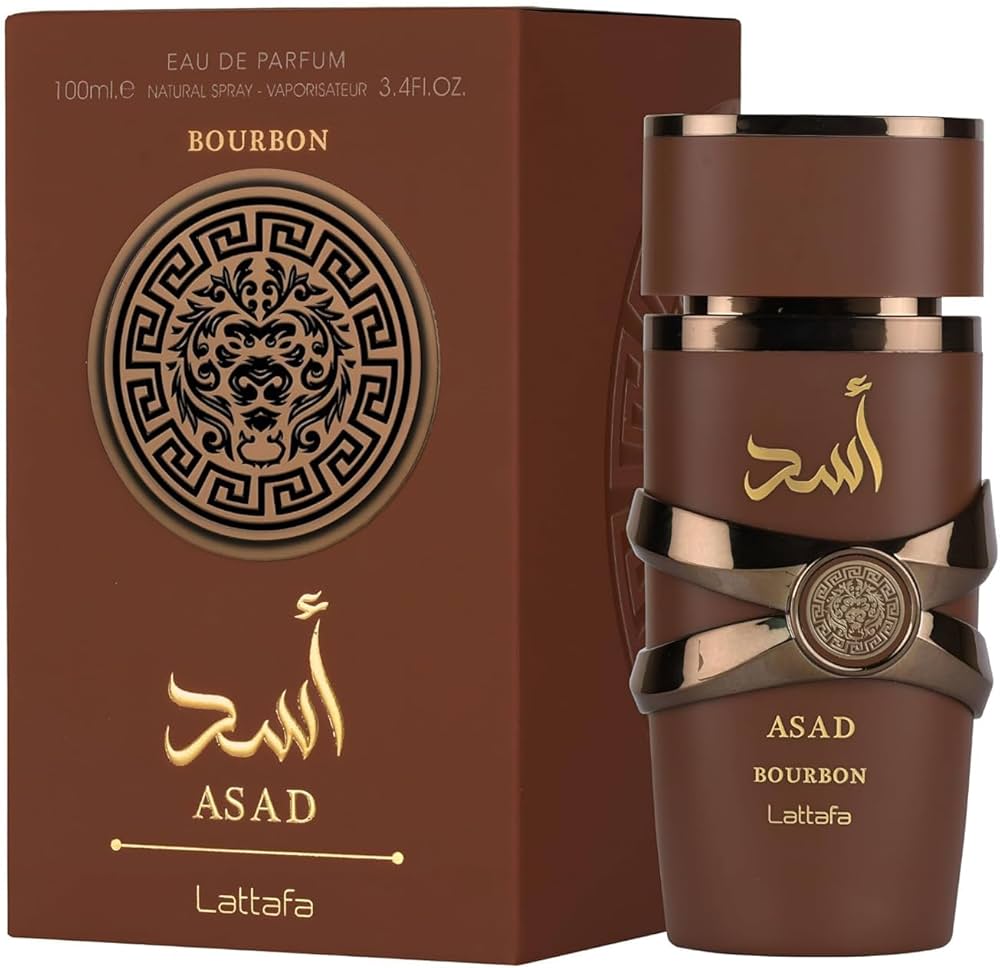 EAU DE PARFUM
100ml.e NATURAL SPRAY - VAPORISATEUR 3.4Fl.OZ.
BOURBON
أسد
ASAD
Lattafa
أسد
ASAD
BOURBON
Lattafa